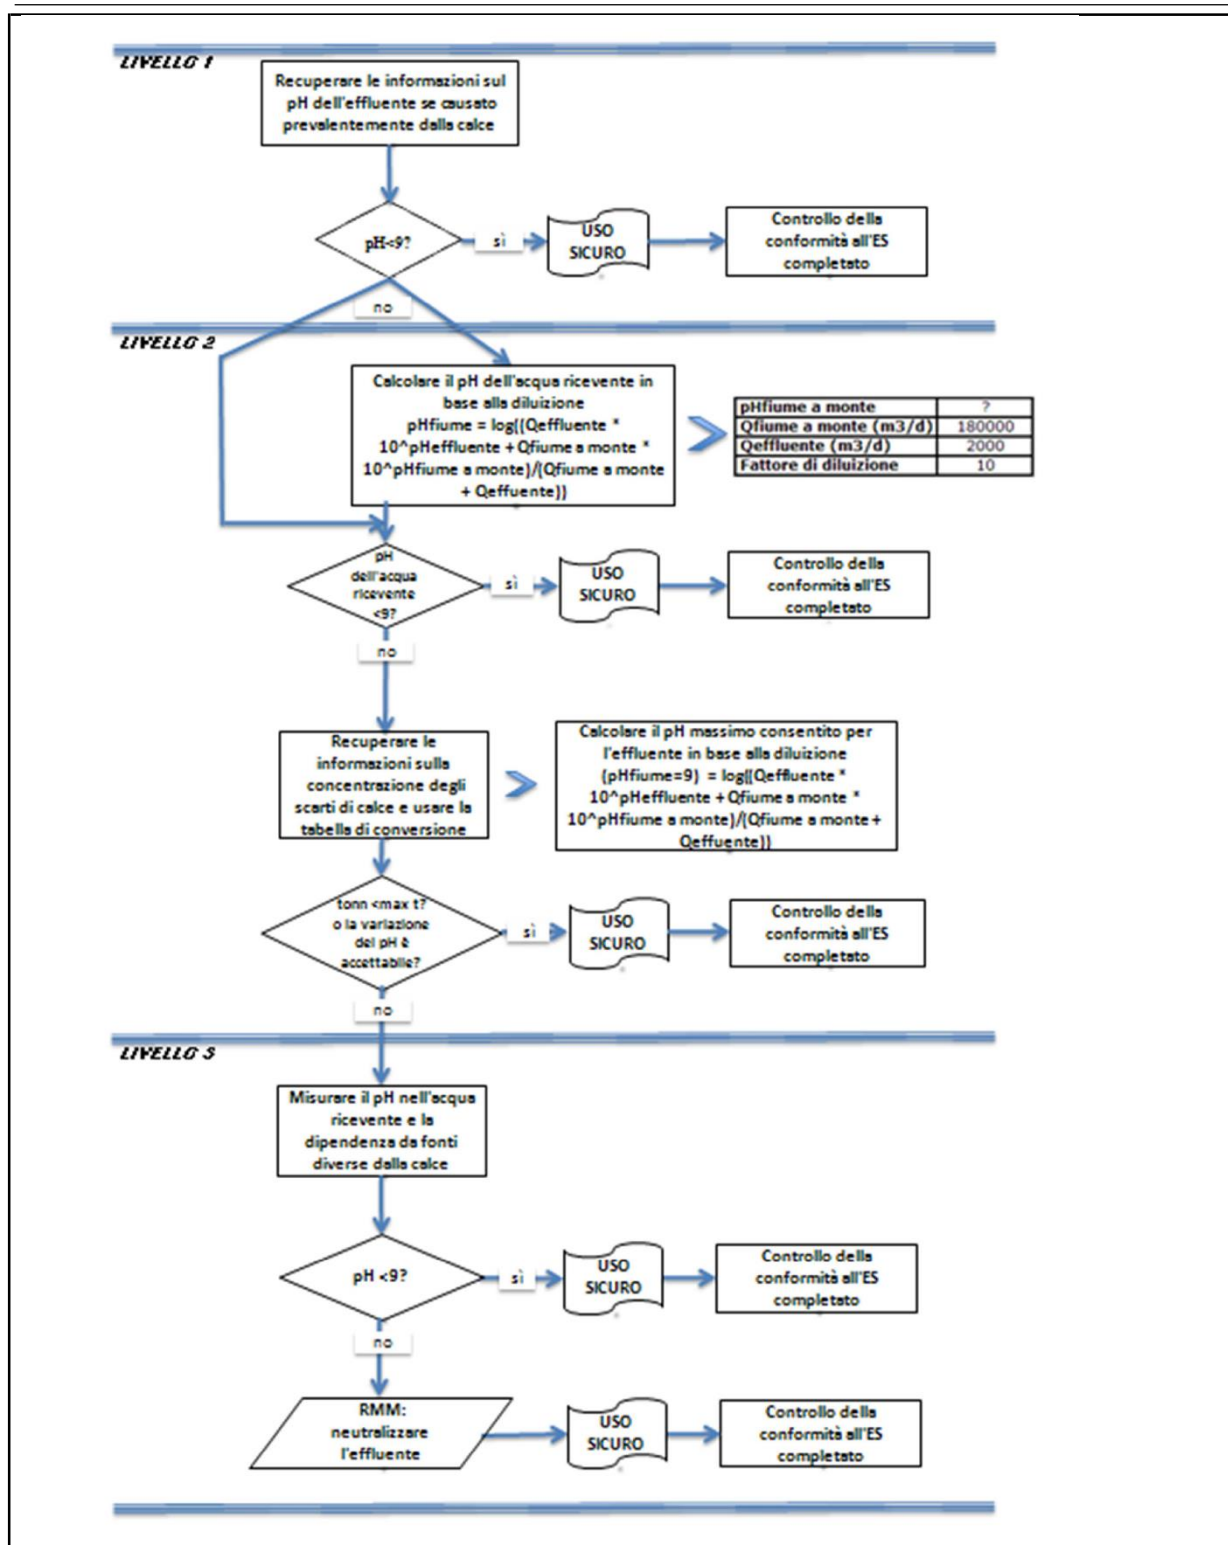 LIVELLO 1
Recuperare le informazioni sul
pH dell'effluente se causato
prevalentemente dalla calce
pH<9?
sì
USO
SICURO
Controllo della
conformità all'ES
completato
no
LIVELLO 2
Calcolare il pH dell'acqua ricevente in
base alla diluizione
pHfiume = log((Qeffluente *
10^pHeffluente + Qfiume a monte *
10^pHfiume a monte)/(Qfiume a monte
+ Qeffuente))
pHfiume a monte ?
Qfiume a monte (m3/d) 180000
Qeffluente (m3/d) 2000
Fattore di diluizione 10
pH
dell'acqua
ricevente
<9?
sì
USO
SICURO
Controllo della
conformità all'ES
completato
no
Recuperare le
informazioni sulla
concentrazione degli
scarti di calce e usare la
tabella di conversione
Calcolare il pH massimo consentito per
l'effluente in base alla diluizione
(pHfiume=9) = log((Qeffluente *
10^pHeffluente + Qfiume a monte *
10^pHfiume a monte)/(Qfiume a monte +
Qeffuente))
tonn <max t?
o la variazione
del pH è
accettabile?
sì
USO
SICURO
Controllo della
conformità all'ES
completato
no
LIVELLO 3
Misurare il pH nell'acqua
ricevente e la
dipendenza da fonti
diverse dalla calce
pH <9?
sì
USO
SICURO
Controllo della
conformità all'ES
completato
no
RMM:
neutralizzare
l'effluente
USO
SICURO
Controllo della
conformità all'ES
completato